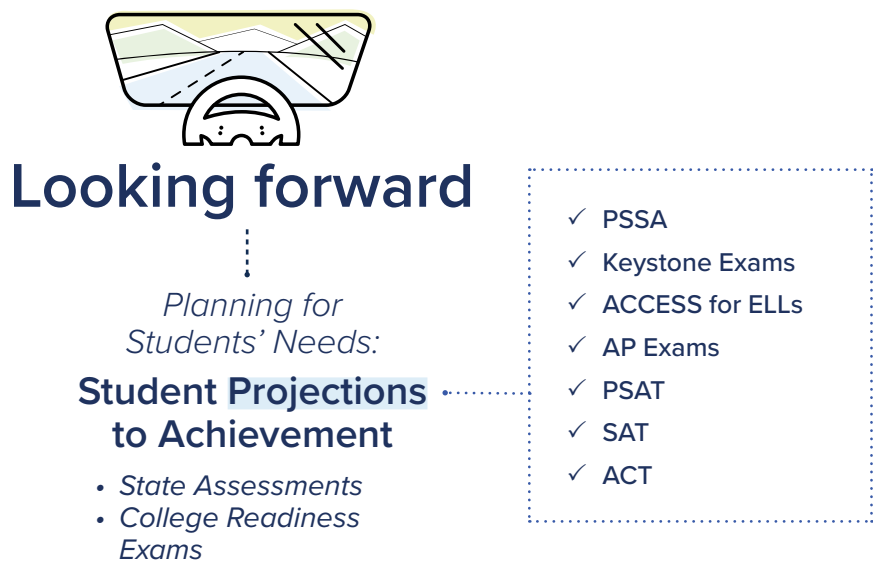 Looking forward
Planning for
Students’ Needs:
Student Projections
to Achievement
• State Assessments
• College Readiness
Exams
✓ PSSA
✓ Keystone Exams
✓ ACCESS for ELLs
✓ AP Exams
✓ PSAT
✓ SAT
✓ ACT